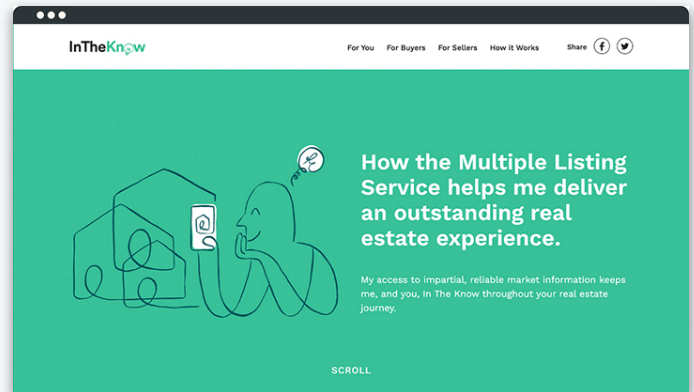 InTheKnow
For You For Buyers For Sellers How it Works Share
How the Multiple Listing
Service helps me deliver
an outstanding real
estate experience.
My access to impartial, reliable market information keeps
me, and you, In The Know throughout your real estate
journey.
SCROLL